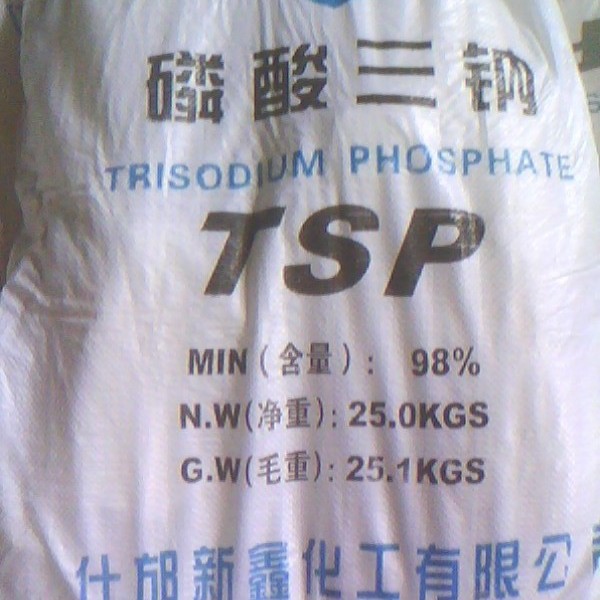 磷酸三钠
TRISODIUM PHOSPHATE
TSP
MIN(含量): 98%
N.W(净重): 25.0KGS
G.W(毛重): 25.1KGS
什邡新鑫化工有限公